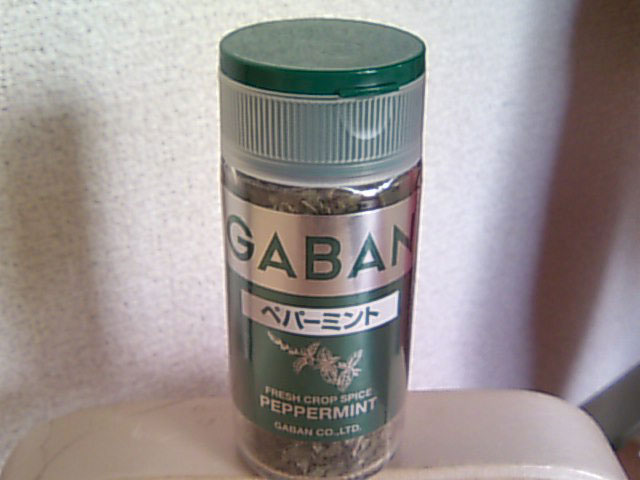 GABAN
ペパーミント
FRESH CROP SPICE
PEPPERMINT
GABAN CO.,LTD.